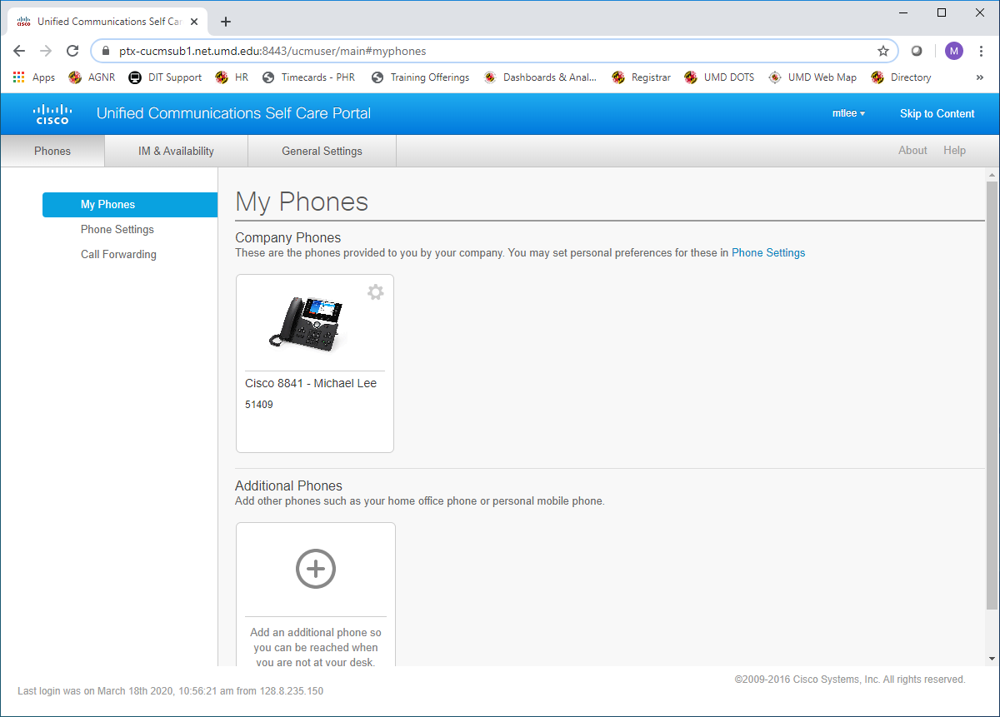 Unified Communications Self Car
ptx-cucmsub1.net.umd.edu:8443/ucmuser/main#myphones
M
Apps
AGNR
DIT Support
HR
Timecards - PHR
Training Offerings
Dashboards & Anal...
Registrar
UMD DOTS
UMD Web Map
Directory
»
cisco
Unified Communications Self Care Portal
mtlee
Skip to Content
Phones
IM & Availability
General Settings
About
Help
My Phones
Phone Settings
Call Forwarding
My Phones
Company Phones
These are the phones provided to you by your company. You may set personal preferences for these in Phone Settings
Cisco 8841 - Michael Lee
51409
Additional Phones
Add other phones such as your home office phone or personal mobile phone.
Add an additional phone so
you can be reached when
you are not at your desk.
©2009-2016 Cisco Systems, Inc. All rights reserved.
Last login was on March 18th 2020, 10:56:21 am from 128.8.235.150